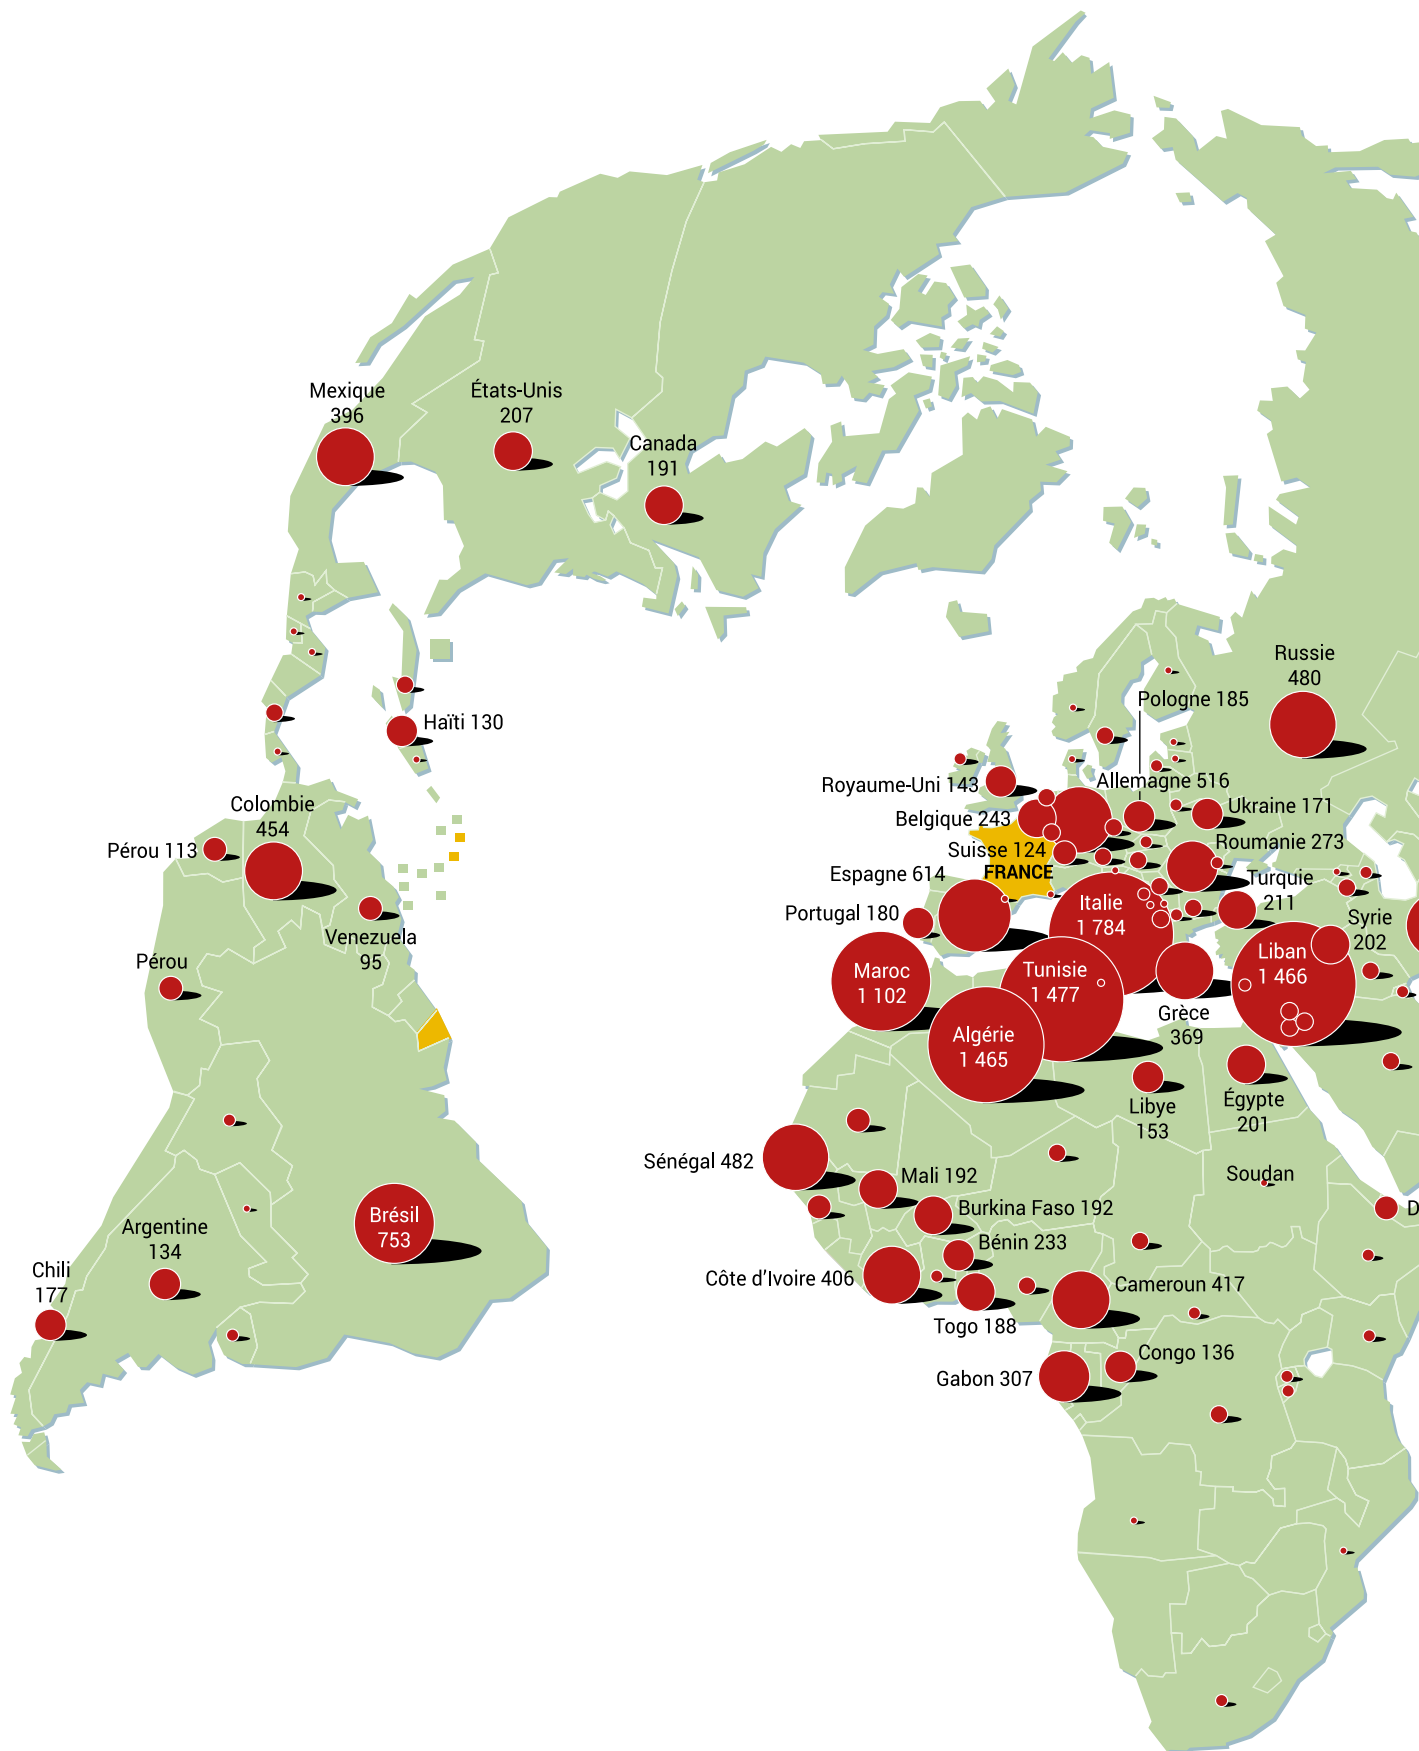 Mexique
396
États-Unis
207
Canada
191
Russie
480
Pologne 185
Haïti 130
Royaume-Uni 143
Allemagne 516
Colombie
454
Belgique 243
Ukraine 171
Pérou 113
Suisse 124
Roumanie 273
FRANCE
Espagne 614
Turquie
211
Portugal 180
Italie
1 784
Syrie
202
Venezuela
95
Pérou
Maroc
1 102
Tunisie
1 477
Liban
1 466
Grèce
369
Algérie
1 465
Libye
153
Égypte
201
Sénégal 482
Mali 192
Soudan
Burkina Faso 192
D
Brésil
753
Argentine
134
Bénin 233
Chili
177
Côte d'Ivoire 406
Cameroun 417
Togo 188
Congo 136
Gabon 307